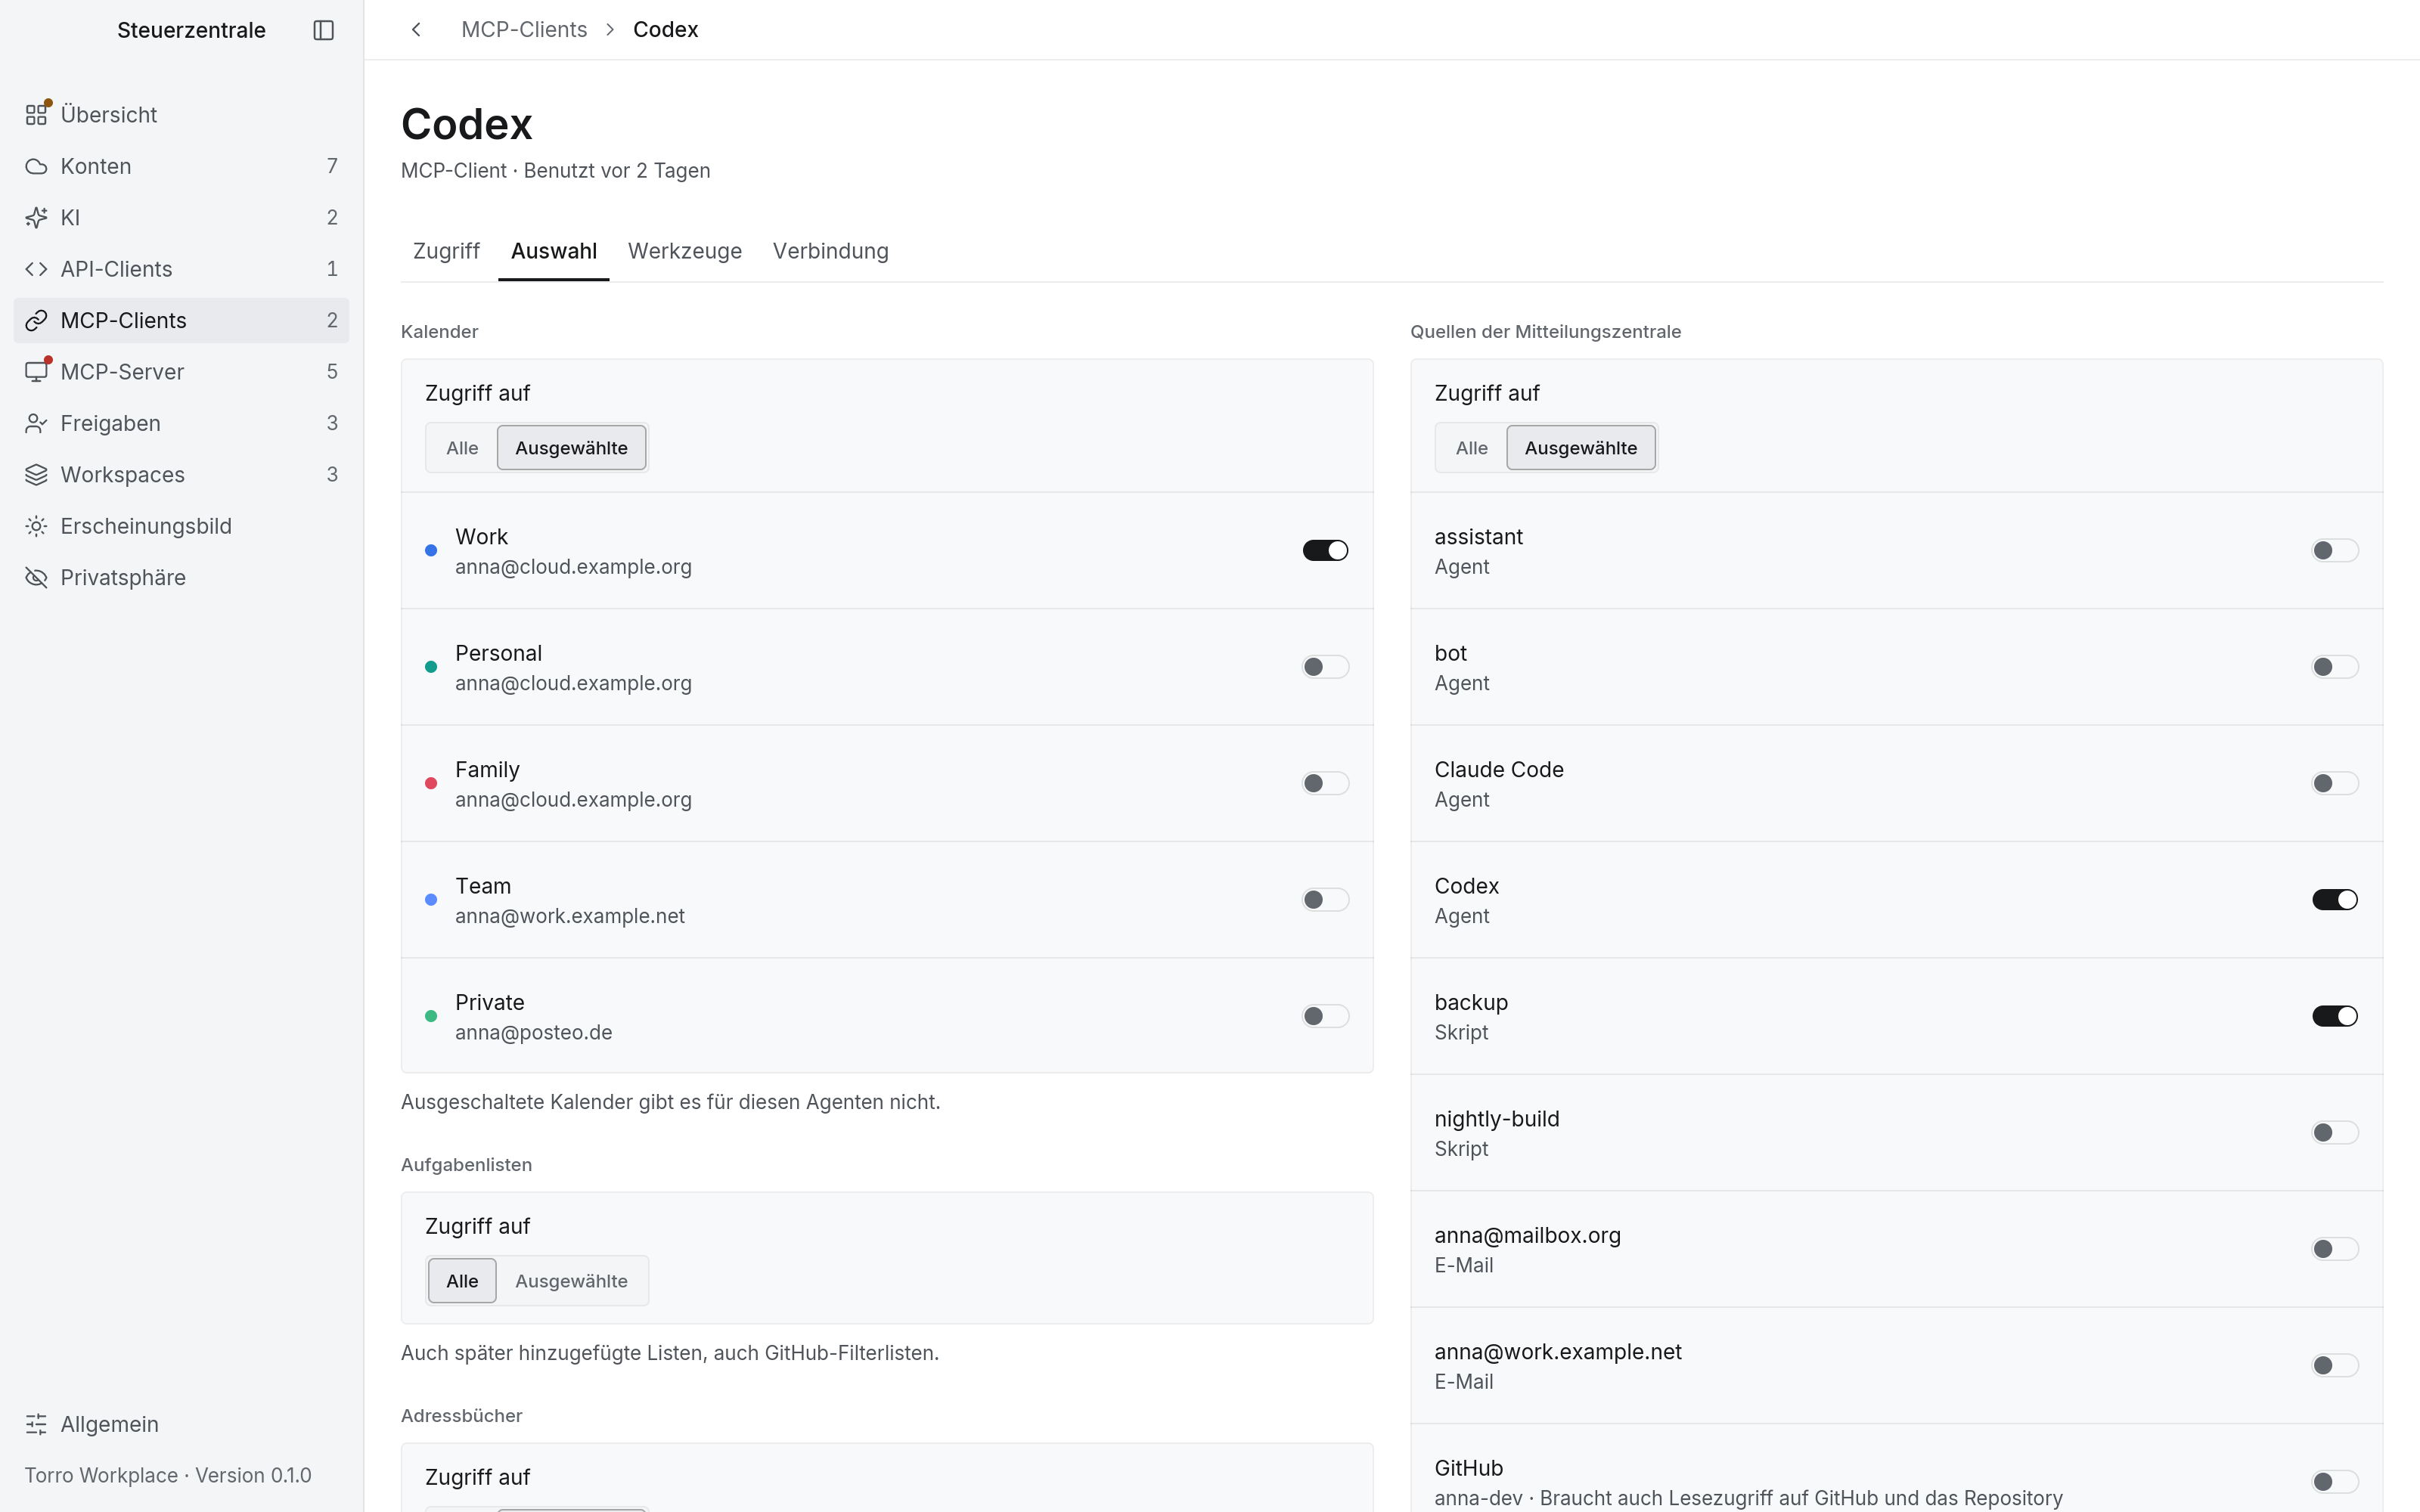 Steuerzentrale
Übersicht
Konten 7
KI 2
API-Clients 1
MCP-Clients 2
MCP-Server 5
Freigaben 3
Workspaces 3
Erscheinungsbild
Privatsphäre
Allgemein
Torro Workplace · Version 0.1.0
MCP-Clients > Codex
Codex
MCP-Client · Benutzt vor 2 Tagen
Zugriff Auswahl Werkzeuge Verbindung
Kalender
Zugriff auf
Alle Ausgewählte
Work
anna@cloud.example.org
Personal
anna@cloud.example.org
Family
anna@cloud.example.org
Team
anna@work.example.net
Private
anna@posteo.de
Ausgeschaltete Kalender gibt es für diesen Agenten nicht.
Aufgabenlisten
Zugriff auf
Alle Ausgewählte
Auch später hinzugefügte Listen, auch GitHub-Filterlisten.
Adressbücher
Zugriff auf
Quellen der Mitteilungszentrale
Zugriff auf
Alle Ausgewählte
assistant
Agent
bot
Agent
Claude Code
Agent
Codex
Agent
backup
Skript
nightly-build
Skript
anna@mailbox.org
E-Mail
anna@work.example.net
E-Mail
GitHub
anna-dev · Braucht auch Lesezugriff auf GitHub und das Repository